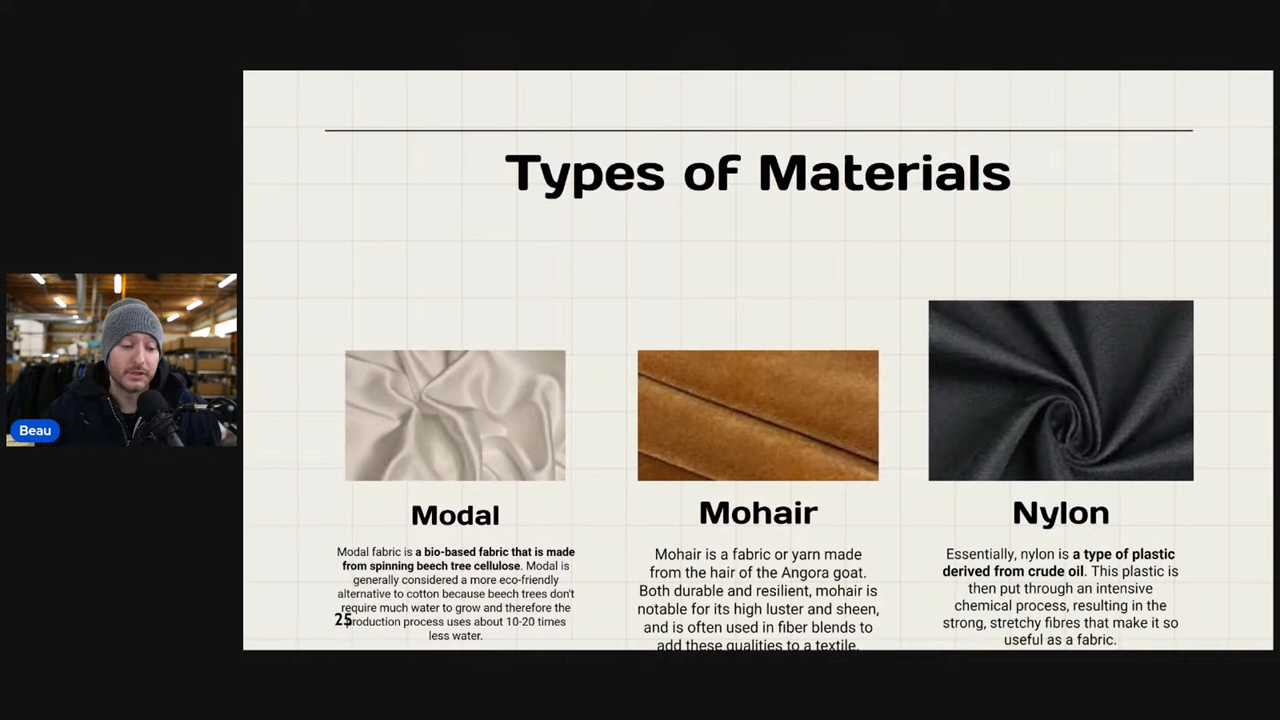 Types of Materials
Beau
Modal
Modal fabric is a bio-based fabric that is made
from spinning beech tree cellulose. Modal is
generally considered a more eco-friendly
alternative to cotton because beech trees don't
require much water to grow and therefore the
production process uses about 10-20 times
less water.
25
Mohair
Mohair is a fabric or yarn made
from the hair of the Angora goat.
Both durable and resilient, mohair is
notable for its high luster and sheen,
and is often used in fiber blends to
add these qualities to a textile.
Nylon
Essentially, nylon is a type of plastic
derived from crude oil. This plastic is
then put through an intensive
chemical process, resulting in the
strong, stretchy fibres that make it so
useful as a fabric.